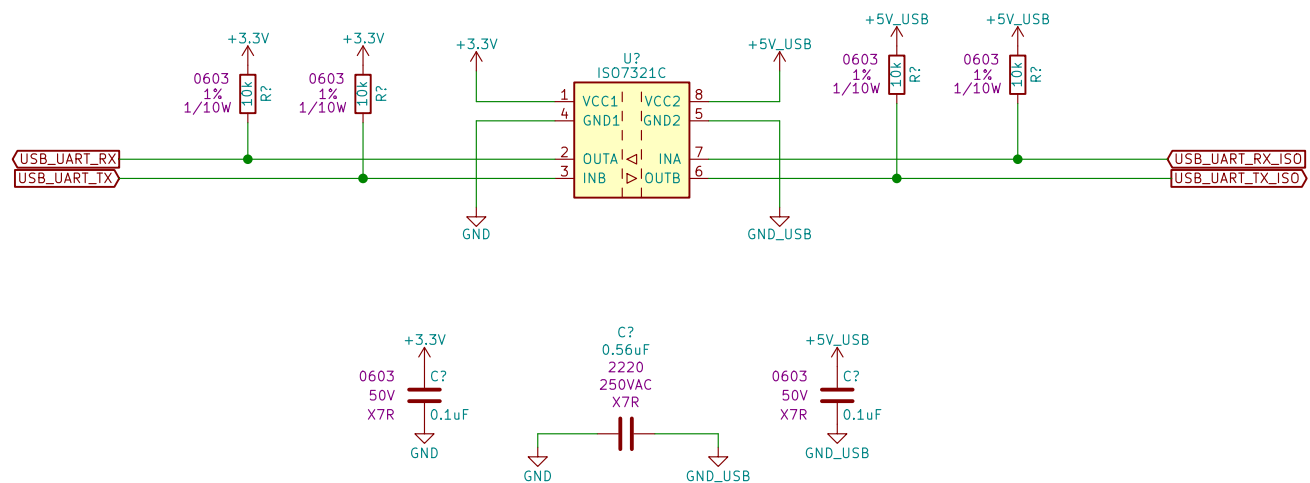 +5V_USB
+5V_USB
+3.3V
+3.3V
+3.3V
+5V_USB
U?
ISO7321C
0603
1%
1/10W
10k
R?
0603
1%
1/10W
10k
R?
0603
1%
1/10W
10k
R?
0603
1%
1/10W
10k
R?
1 VCC1 VCC2 8
4 GND1 GND2 5
2 OUTA INA 7
3 INB OUTB 6
USB_UART_RX
USB_UART_TX
USB_UART_RX_ISO
USB_UART_TX_ISO
GND
GND_USB
+3.3V
0603
50V
X7R
C?
0.1uF
GND
C?
0.56uF
2220
250VAC
X7R
GND
GND_USB
+5V_USB
0603
50V
X7R
C?
0.1uF
GND_USB